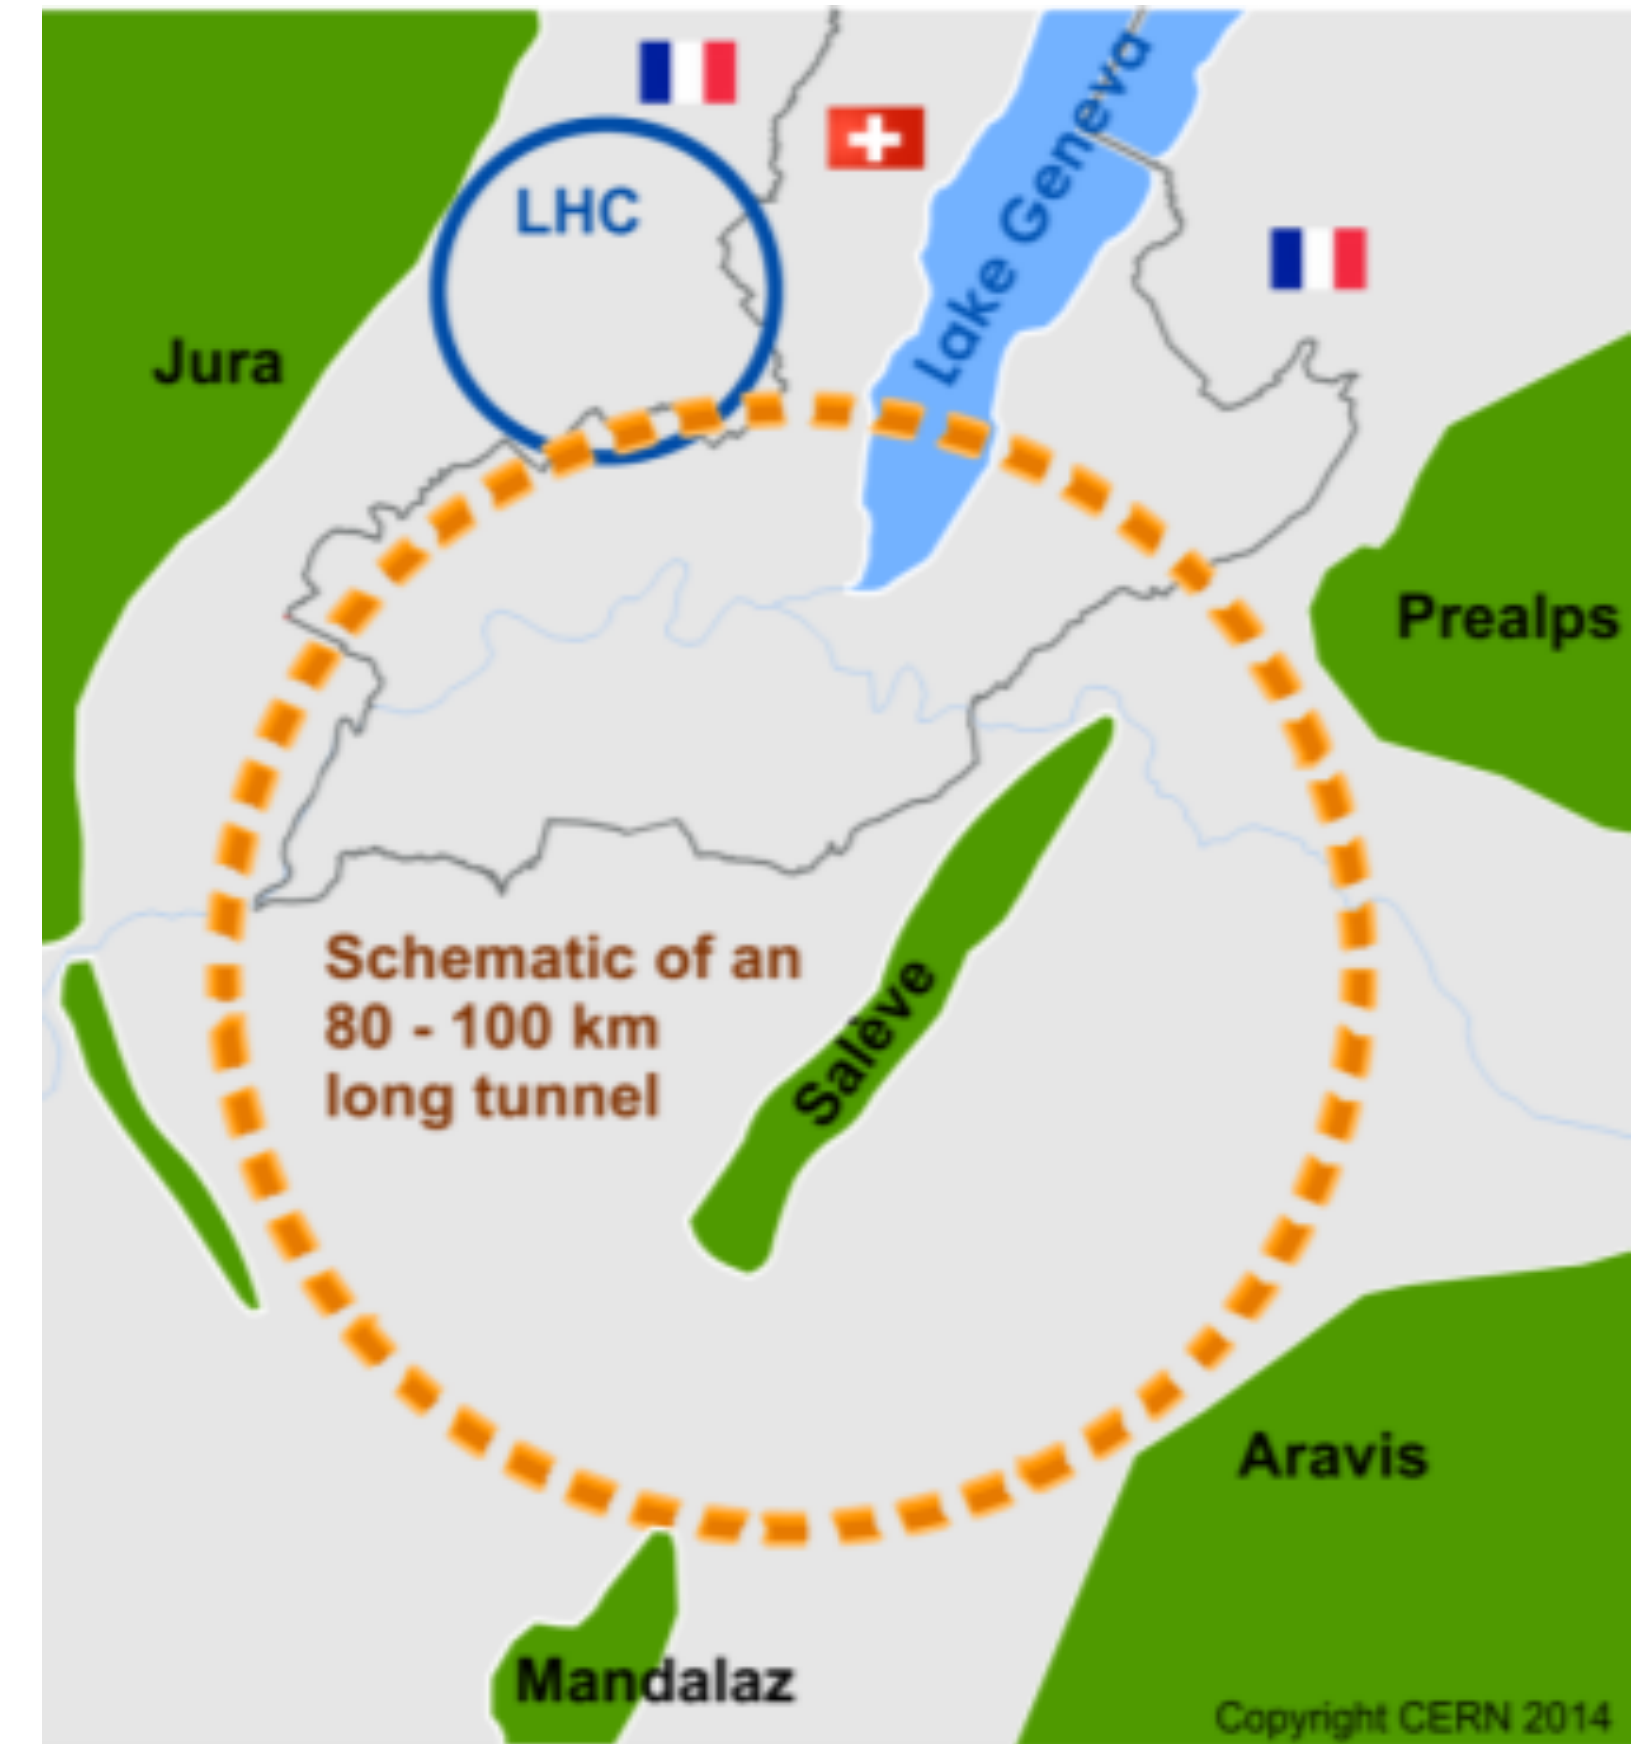 LHC
Lake Geneva
Jura
Prealps
Schematic of an
80 - 100 km
long tunnel
Salève
Aravis
Mandalaz
Copyright CERN 2014